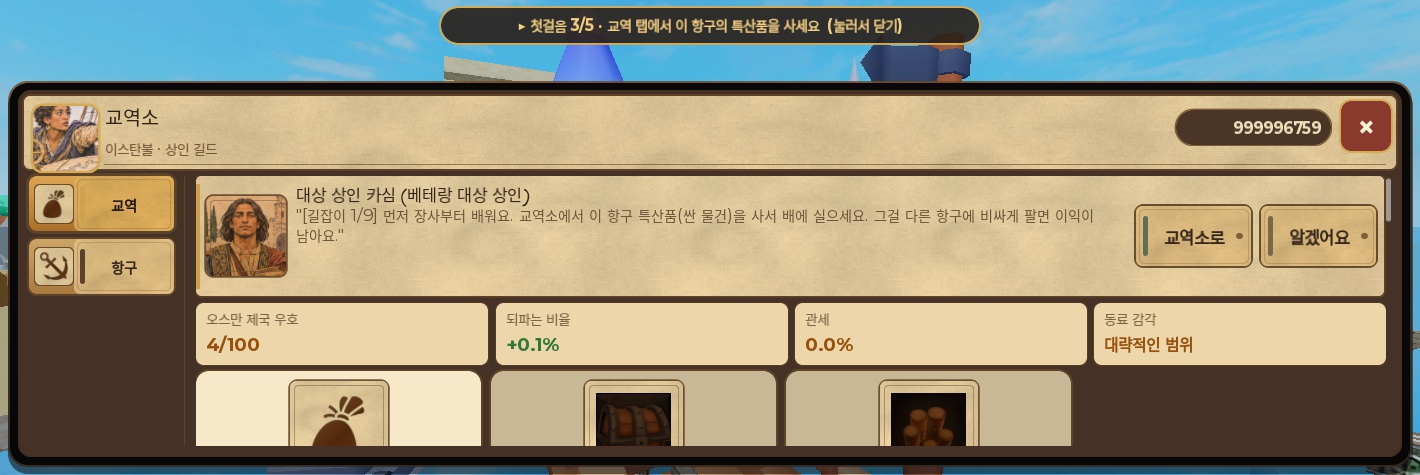 ▸ 첫걸음 3/5 · 교역 탭에서 이 항구의 특산품을 사세요 (눌러서 닫기)
교역소
이스탄불 · 상인 길드
999996759
×
교역
항구
대상 상인 카심 (베테랑 대상 상인)
"[길잡이 1/9] 먼저 장사부터 배워요. 교역소에서 이 항구 특산품(싼 물건)을 사서 배에 실으세요. 그걸 다른 항구에 비싸게 팔면 이익이
남아요."
교역소로
알겠어요
오스만 제국 우호
4/100
되파는 비율
+0.1%
관세
0.0%
동료 감각
대략적인 범위